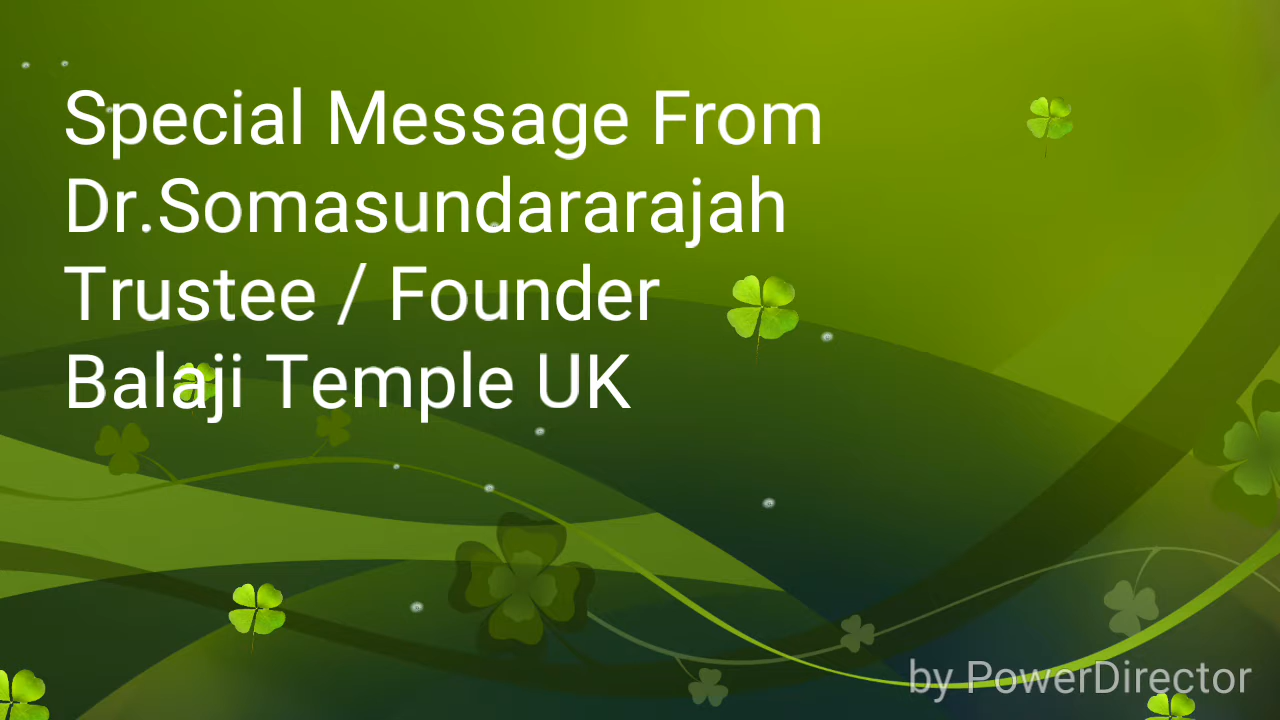 Special Message From
Dr.Somasundararajah
Trustee / Founder
Balaji Temple UK
by PowerDirector